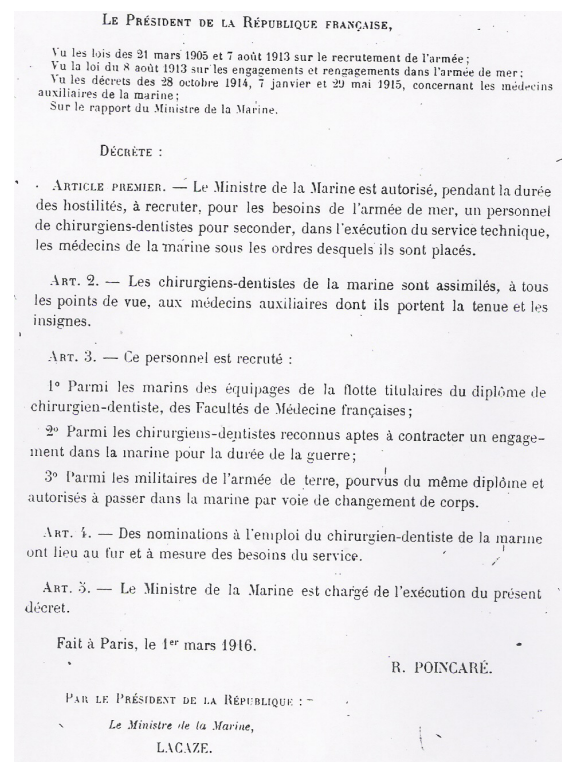 LE PRÉSIDENT DE LA RÉPUBLIQUE FRANÇAISE,
Vu les lois des 21 mars 1905 et 7 août 1913 sur le recrutement de l'armée;
Vu la loi du 8 août 1913 sur les engagements et rengagements dans l'armée de mer;
Vu les décrets des 28 octobre 1914, 7 janvier et 29 mai 1915, concernant les médecins
auxiliaires de la marine;
Sur le rapport du Ministre de la Marine.
DÉCRÈTE :
ARTICLE PREMIER. — Le Ministre de la Marine est autorisé, pendant la durée
des hostilités, à recruter, pour les besoins de l'armée de mer, un personnel
de chirurgiens-dentistes pour seconder, dans l'exécution du service technique,
les médecins de la marine sous les ordres desquels ils sont placés.
ART. 2. — Les chirurgiens-dentistes de la marine sont assimilés, à tous
les points de vue, aux médecins auxiliaires dont ils portent la tenue et les
insignes.
ART. 3. — Ce personnel est recruté :
1° Parmi les marins des équipages de la flotte titulaires du diplôme de
chirurgien-dentiste, des Facultés de Médecine françaises;
2° Parmi les chirurgiens-dentistes reconnus aptes à contracter un engage-
ment dans la marine pour la durée de la guerre;
3° Parmi les militaires de l'armée de terre, pourvus du même diplôme et
autorisés à passer dans la marine par voie de changement de corps.
ART. 4. — Des nominations à l'emploi du chirurgien-dentiste de la marine
ont lieu au fur et à mesure des besoins du service.
ART. 5. — Le Ministre de la Marine est chargé de l'exécution du présent
décret.
Fait à Paris, le 1er mars 1916.
R. POINCARÉ.
PAR LE PRÉSIDENT DE LA RÉPUBLIQUE :
Le Ministre de la Marine,
LACAZE.